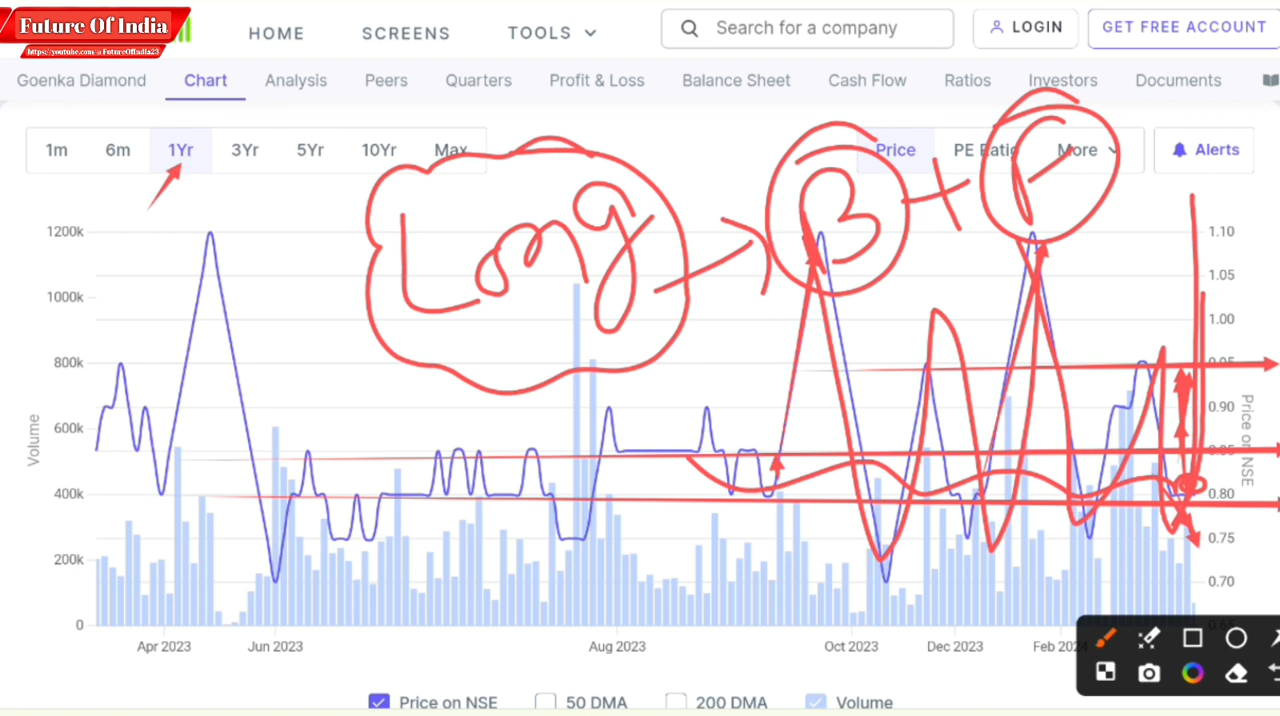 Future Of India
https://youtube.com/@FutureOfIndia23
HOME SCREENS TOOLS
Search for a company
LOGIN
GET FREE ACCOUNT
Goenka Diamond Chart Analysis Peers Quarters Profit & Loss Balance Sheet Cash Flow Ratios Investors Documents
1m 6m 1Yr 3Yr 5Yr 10Yr Max
Price PE Ratio More
Alerts
Long B + F
1200k 1.10
1.05
1000k 1.00
800k 0.95
0.90
600k 0.85
400k 0.80
0.75
200k 0.70
0 0.65
Volume
Price on NSE
Apr 2023 Jun 2023 Aug 2023 Oct 2023 Dec 2023 Feb 2024
Price on NSE 50 DMA 200 DMA Volume